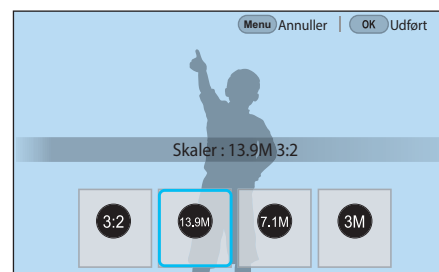 Menu Annuller | OK Udført
Skaler : 13.9M 3:2
3:2 13.9M 7.1M 3M